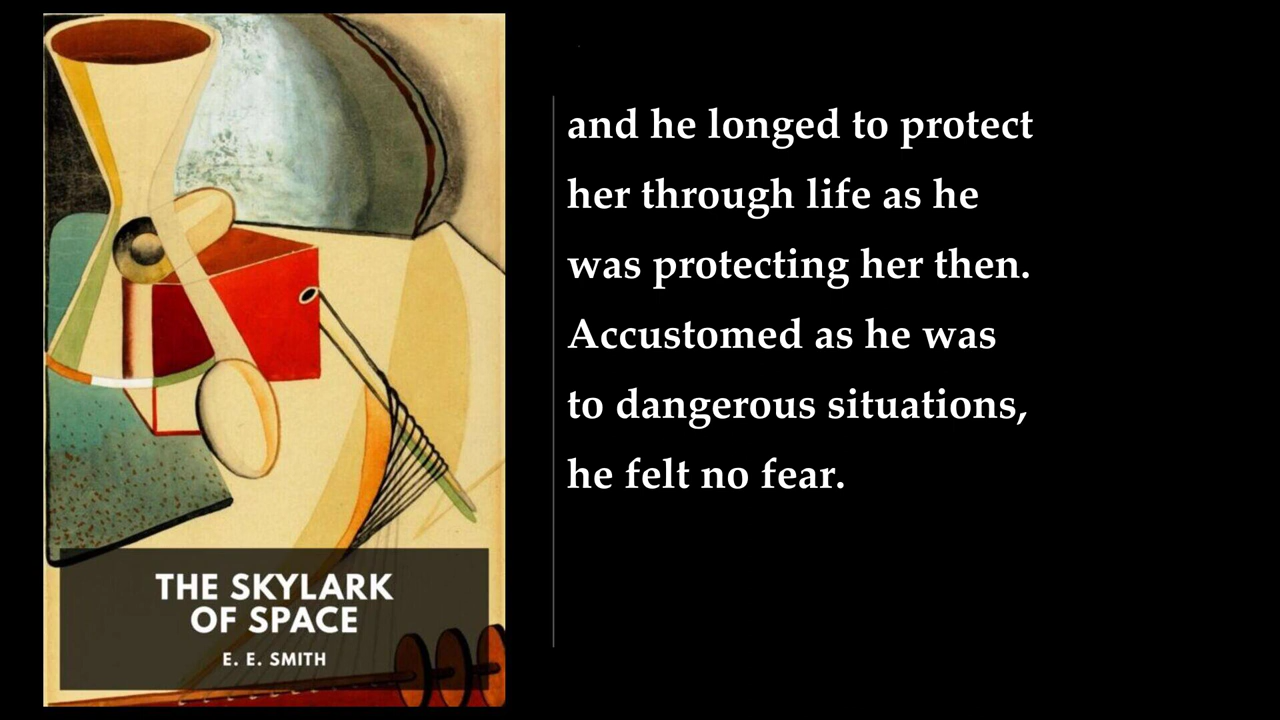 THE SKYLARK
OF SPACE
E. E. SMITH
and he longed to protect
her through life as he
was protecting her then.
Accustomed as he was
to dangerous situations,
he felt no fear.